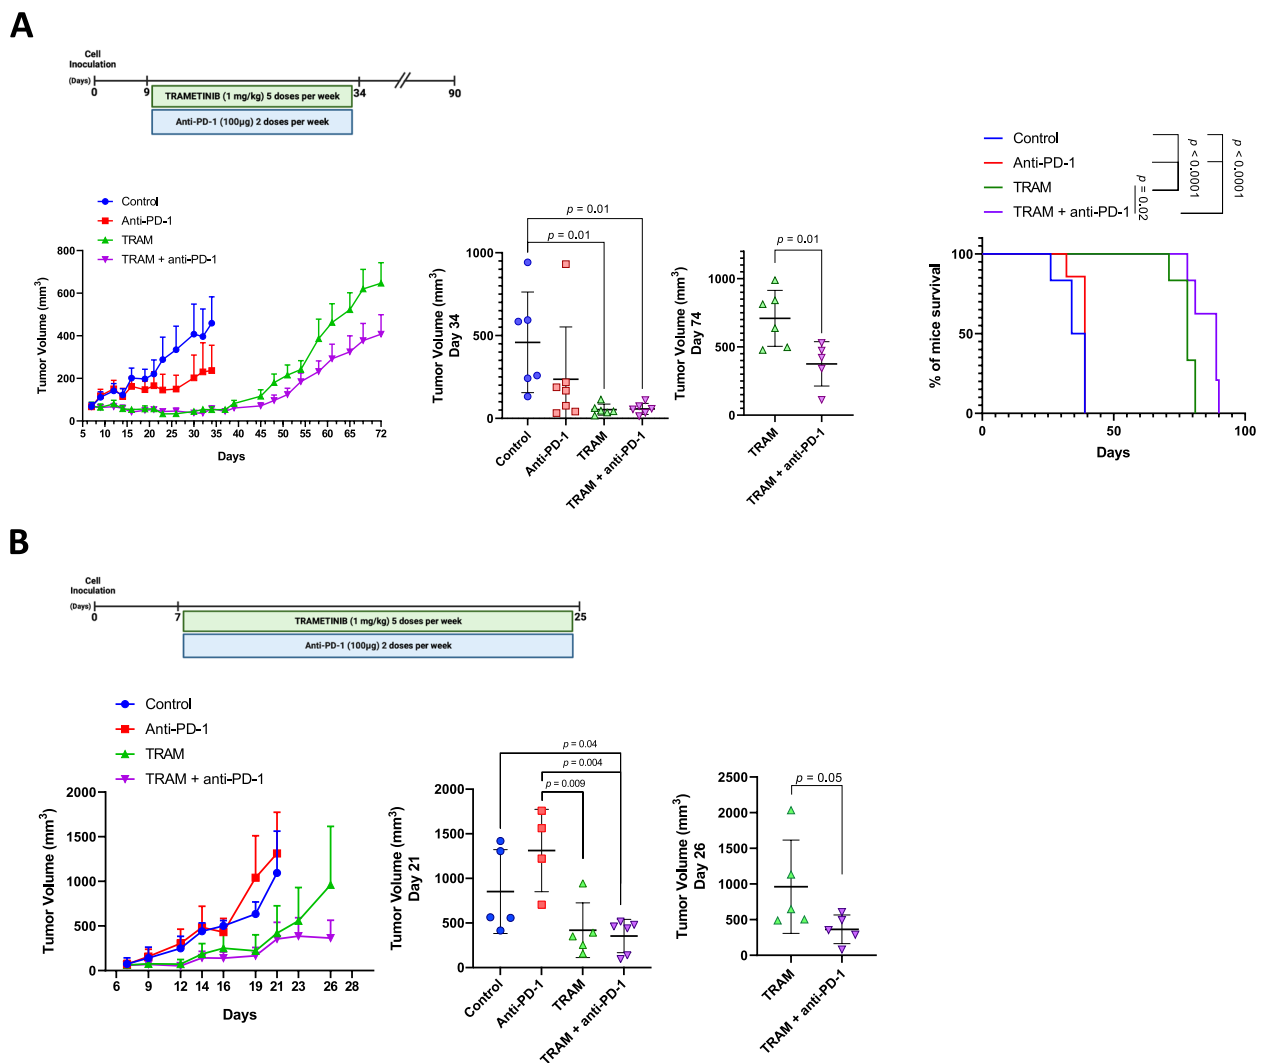 A
Cell
Inoculation
(Days)
0
9
34
90
TRAMETINIB (1 mg/kg) 5 doses per week
Anti-PD-1 (100µg) 2 doses per week
Control
Anti-PD-1
TRAM
TRAM + anti-PD-1
Tumor Volume (mm³)
800
600
400
200
0
5 7 10 15 20 25 30 35 40 45 50 55 60 65 72
Days
p = 0.01
p = 0.01
Tumor Volume (mm³)
Day 34
1000
500
0
Control
Anti-PD-1
TRAM
TRAM + anti-PD-1
p = 0.01
Tumor Volume (mm³)
Day 74
1000
500
0
TRAM
TRAM + anti-PD-1
Control
Anti-PD-1
TRAM
TRAM + anti-PD-1
p = 0.02
p < 0.0001
p < 0.0001
% of mice survival
100
50
0
0 50 100
Days
B
Cell
Inoculation
(Days)
0
7
25
TRAMETINIB (1 mg/kg) 5 doses per week
Anti-PD-1 (100µg) 2 doses per week
Control
Anti-PD-1
TRAM
TRAM + anti-PD-1
Tumor Volume (mm³)
2000
1500
1000
500
0
6 9 12 14 16 19 21 23 26 28
Days
p = 0.04
p = 0.004
p = 0.009
Tumor Volume (mm³)
Day 21
2000
1500
1000
500
0
Control
Anti-PD-1
TRAM
TRAM + anti-PD-1
p = 0.05
Tumor Volume (mm³)
Day 26
2500
2000
1500
1000
500
0
TRAM
TRAM + anti-PD-1